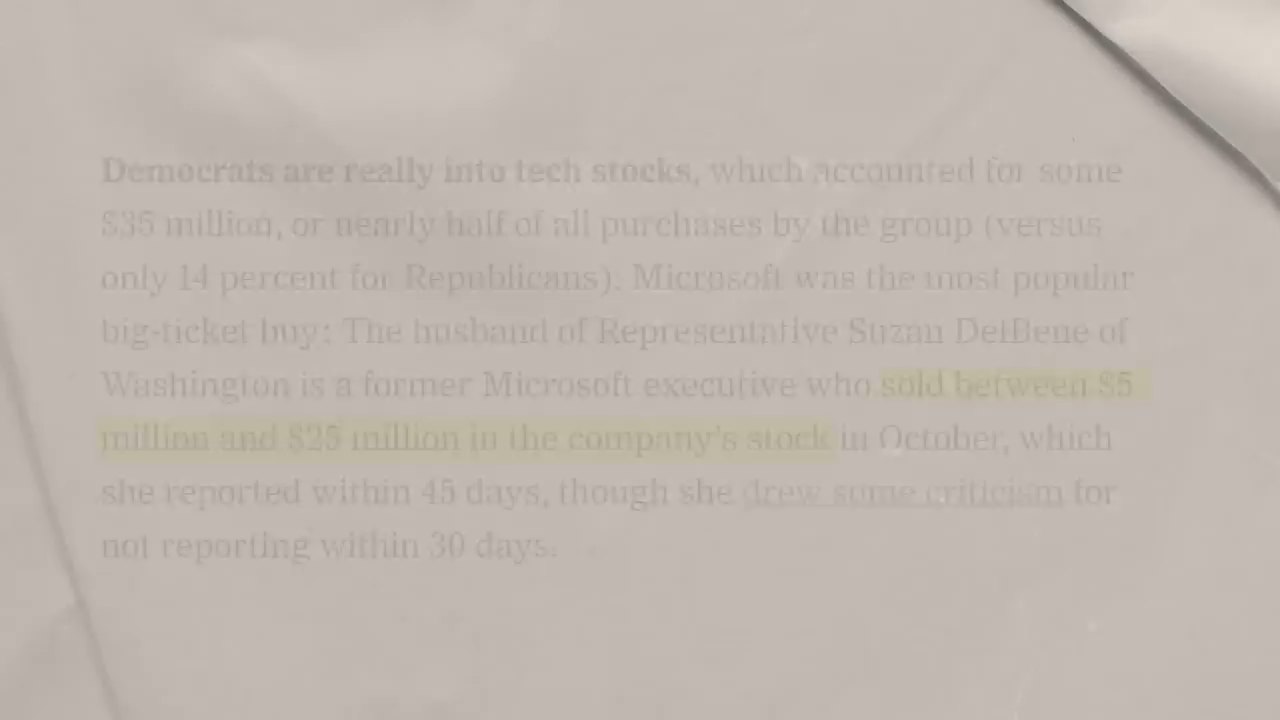 Democrats are really into tech stocks, which accounted for some
$35 million, or nearly half of all purchases by the group (versus
only 14 percent for Republicans). Microsoft was the most popular
big-ticket buy: The husband of Representative Suzan DelBene of
Washington is a former Microsoft executive who sold between $5
million and $25 million in the company's stock in October, which
she reported within 45 days, though she drew some criticism for
not reporting within 30 days.